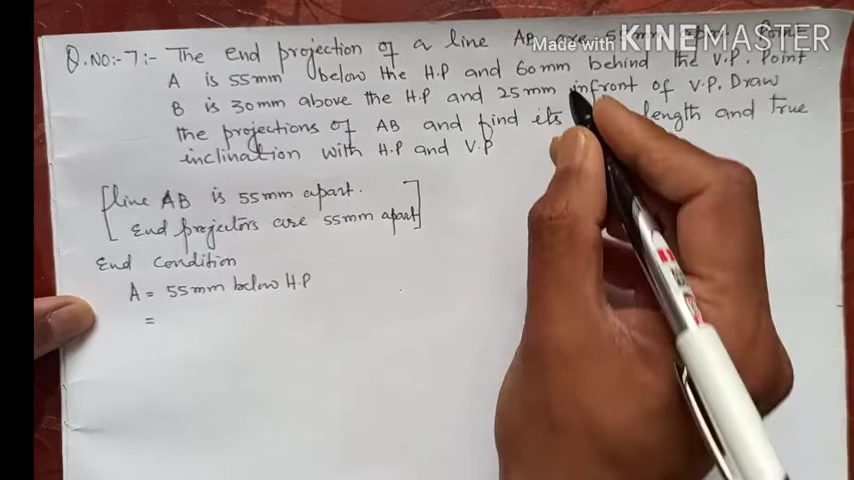 Q.No:-7:- The end projection of a line AB are 55mm apart. Point
Made with KINEMASTER
A is 55mm below the H.P and 60mm behind the V.P. Point
B is 30mm above the H.P and 25mm infront of V.P. Draw
the projections of AB and find its length and true
inclination with H.P and V.P
[line AB is 55mm apart.
End projectors are 55mm apart]
End condition
A = 55mm below H.P
=